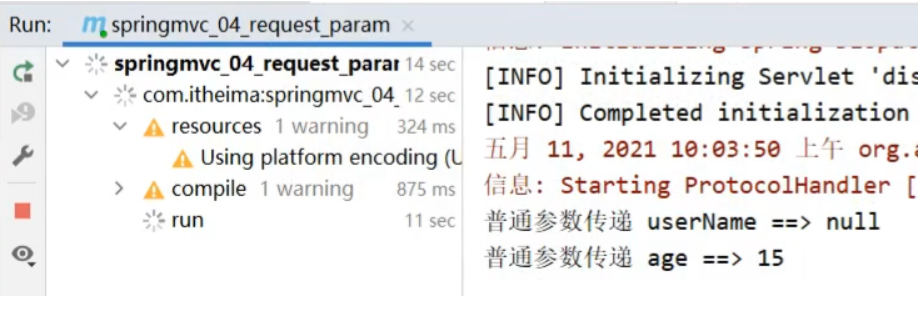 Run: springmvc_04_request_param ×
springmvc_04_request_parar 14 sec
com.itheima:springmvc_04_ 12 sec
resources 1 warning 324 ms
Using platform encoding (U
compile 1 warning 875 ms
run 11 sec
[INFO] Initializing Servlet 'dis
[INFO] Completed initialization
五月 11, 2021 10:03:50 上午 org.a
信息: Starting ProtocolHandler [
普通参数传递 userName ==> null
普通参数传递 age ==> 15